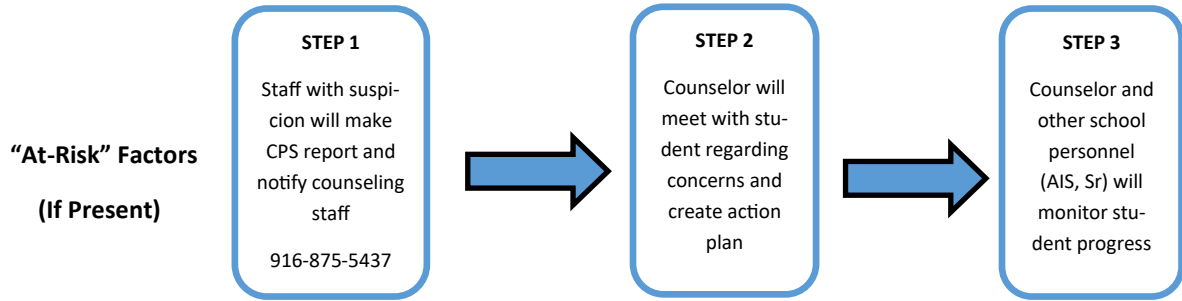 "At-Risk" Factors
(If Present)
STEP 1
Staff with suspi-
cion will make
CPS report and
notify counseling
staff
916-875-5437
STEP 2
Counselor will
meet with stu-
dent regarding
concerns and
create action
plan
STEP 3
Counselor and
other school
personnel
(AIS, Sr) will
monitor stu-
dent progress